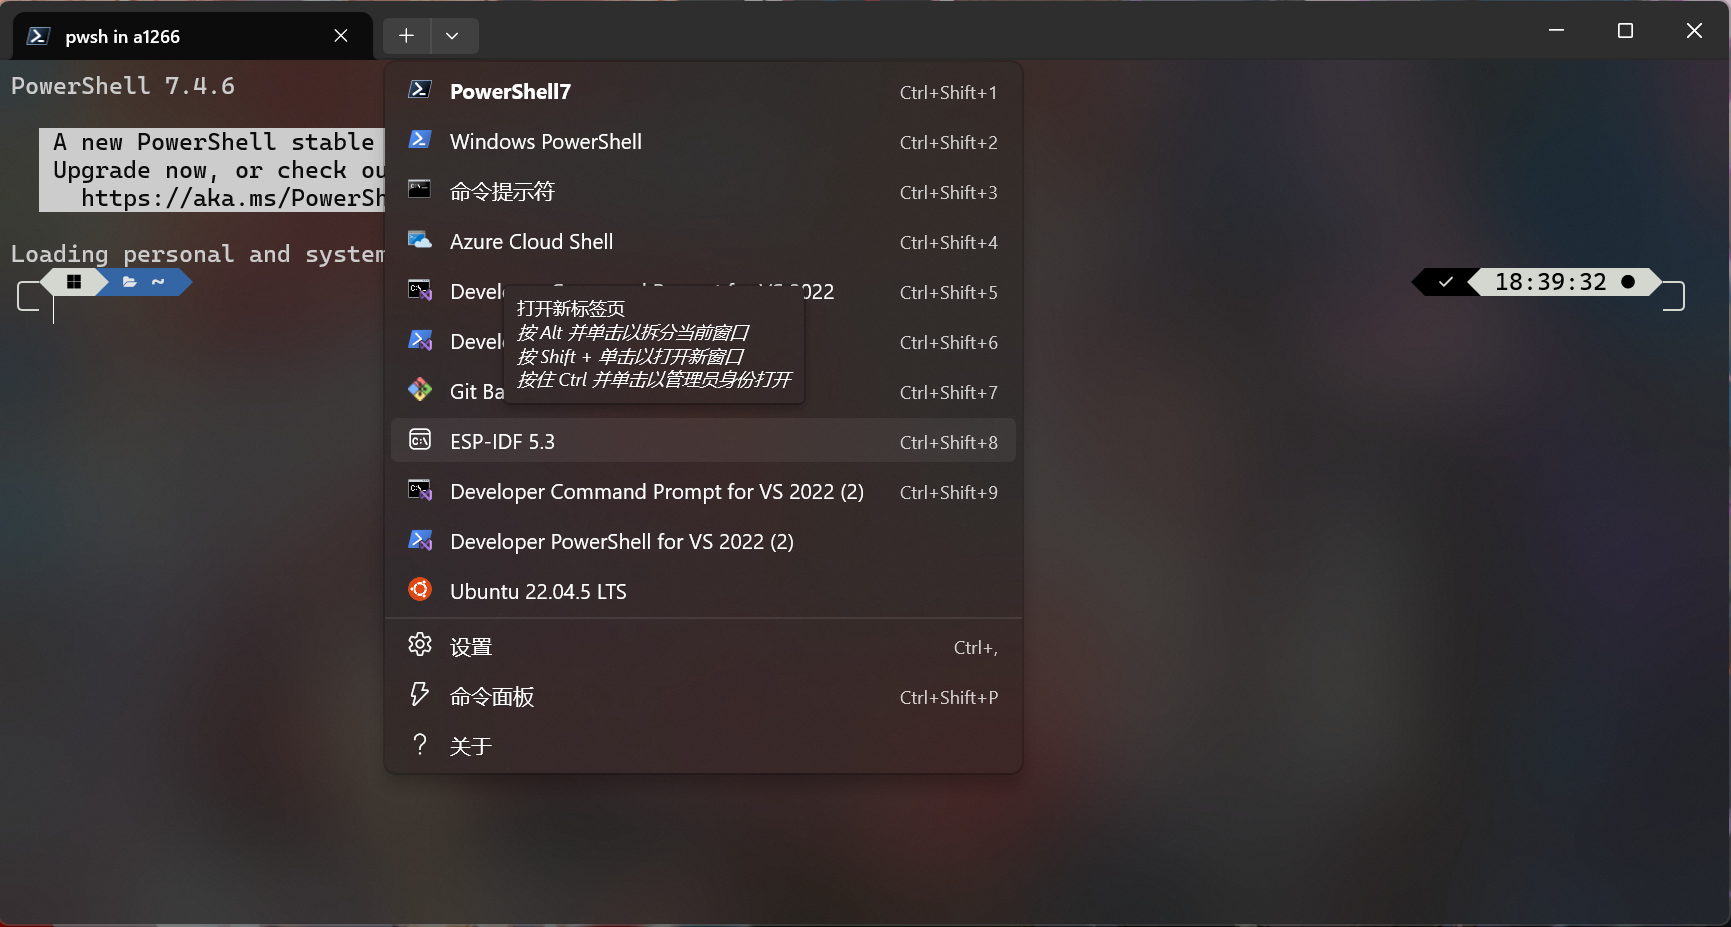 pwsh in a1266
PowerShell 7.4.6
A new PowerShell stable
Upgrade now, or check ou
https://aka.ms/PowerSh
Loading personal and system
~
18:39:32
PowerShell7 Ctrl+Shift+1
Windows PowerShell Ctrl+Shift+2
命令提示符 Ctrl+Shift+3
Azure Cloud Shell Ctrl+Shift+4
Command Prompt for VS 2022 Ctrl+Shift+5
打开新标签页
按 Alt 并单击以拆分当前窗口
按 Shift + 单击以打开新窗口
按住 Ctrl 并单击以管理员身份打开
Devel Ctrl+Shift+6
Git Ba Ctrl+Shift+7
ESP-IDF 5.3 Ctrl+Shift+8
Developer Command Prompt for VS 2022 (2) Ctrl+Shift+9
Developer PowerShell for VS 2022 (2)
Ubuntu 22.04.5 LTS
设置 Ctrl+,
命令面板 Ctrl+Shift+P
关于